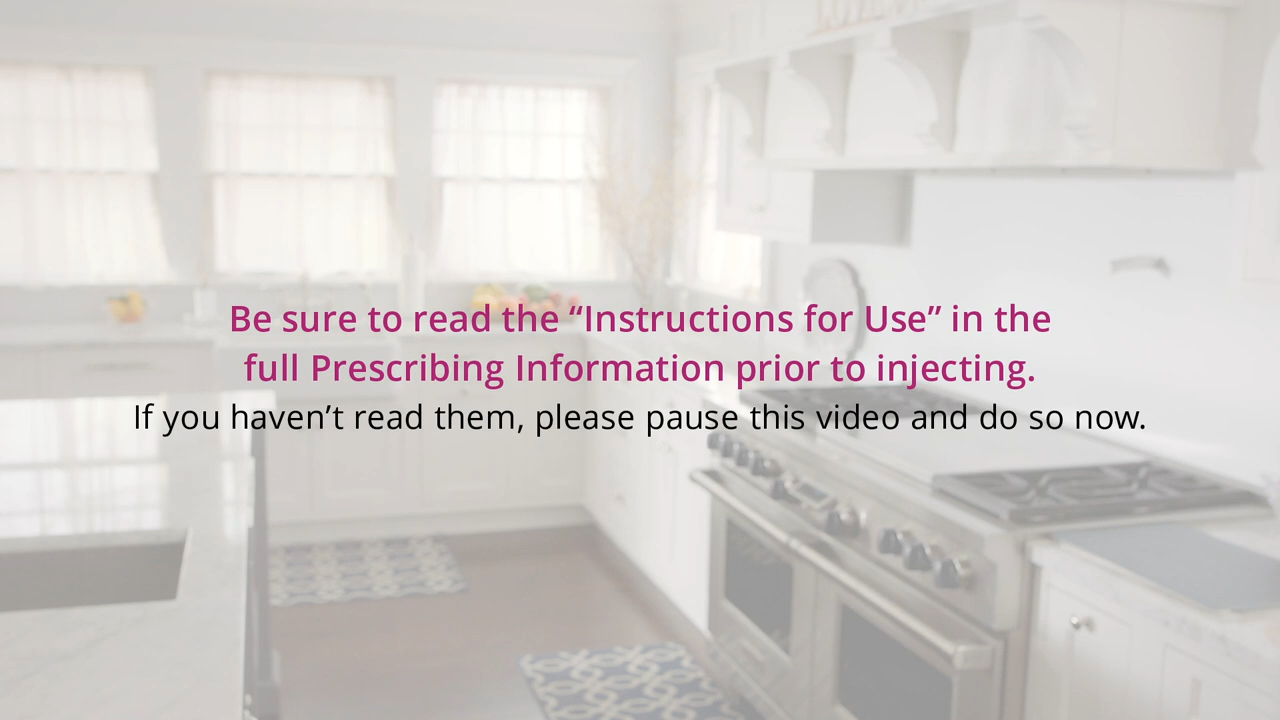 Be sure to read the “Instructions for Use” in the
full Prescribing Information prior to injecting.
If you haven’t read them, please pause this video and do so now.